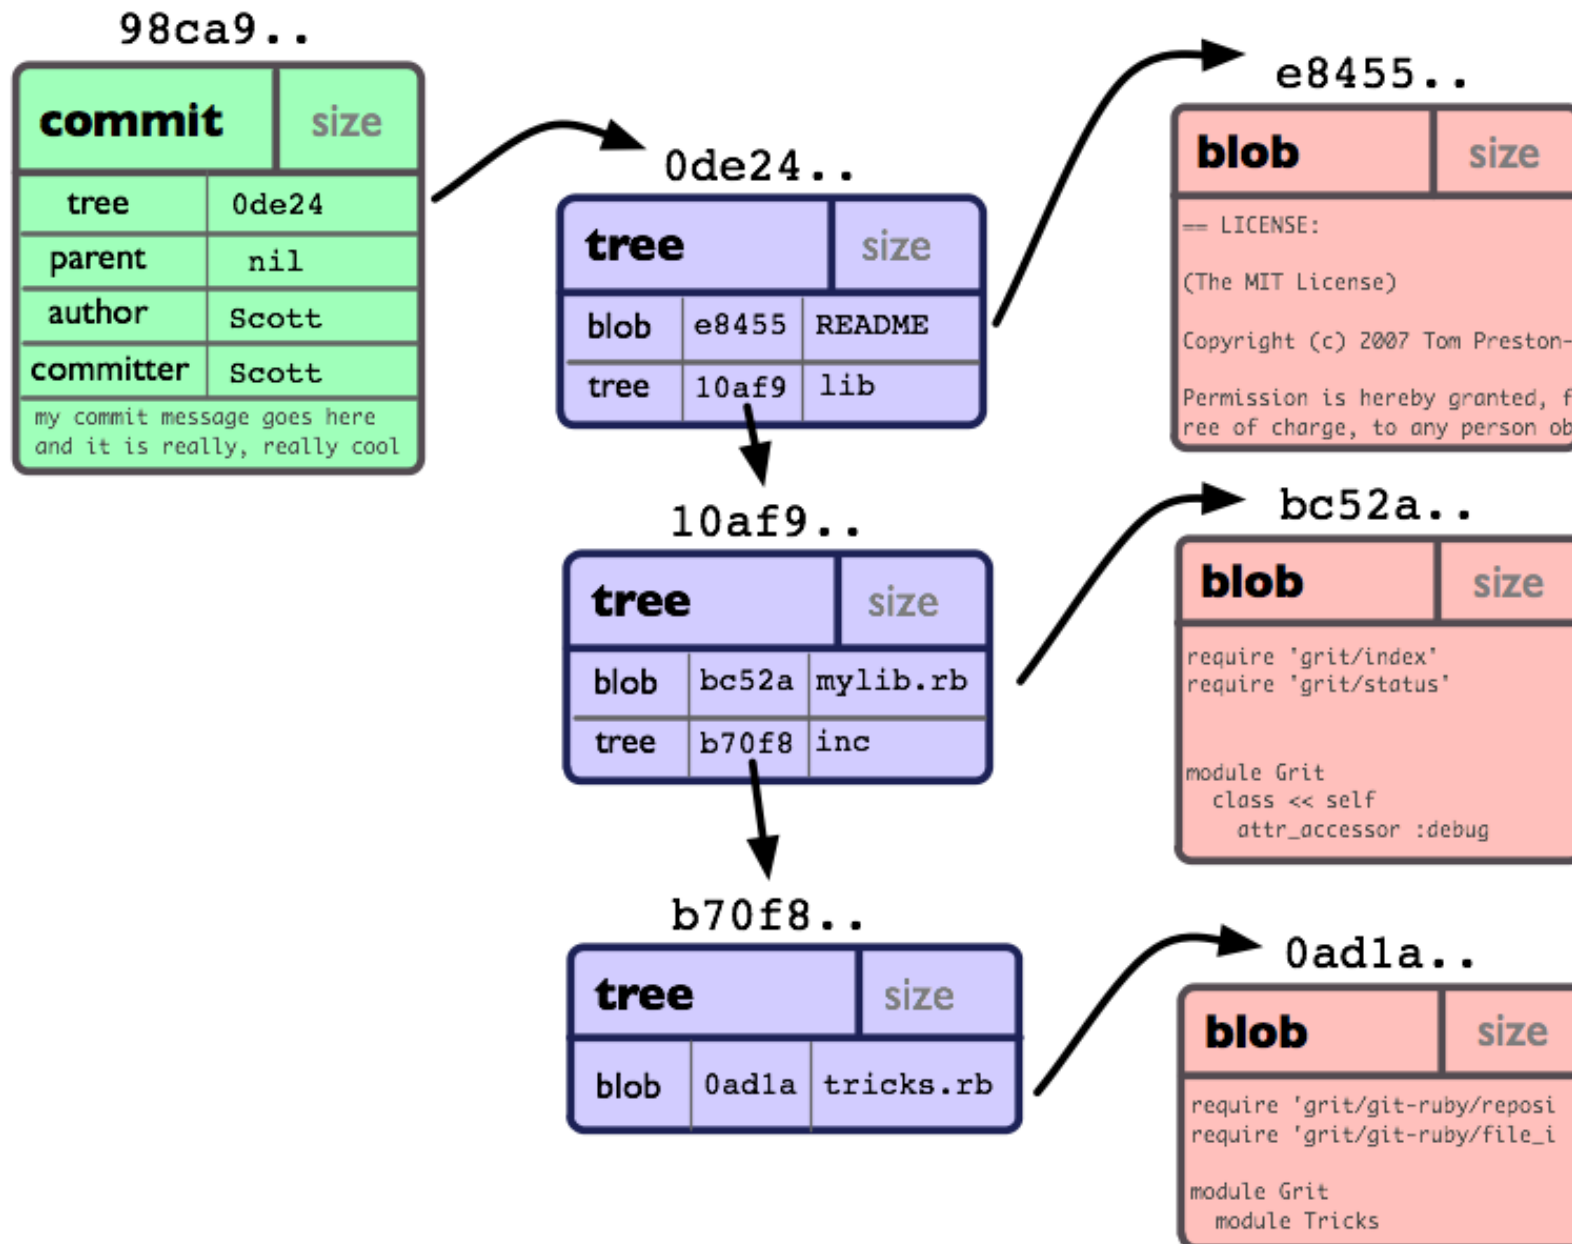 98ca9..
commit size
tree 0de24
parent nil
author Scott
committer Scott
my commit message goes here
and it is really, really cool
0de24..
tree size
blob e8455 README
tree 10af9 lib
10af9..
tree size
blob bc52a mylib.rb
tree b70f8 inc
b70f8..
tree size
blob 0ad1a tricks.rb
e8455..
blob size
== LICENSE:
(The MIT License)
Copyright (c) 2007 Tom Preston-
Permission is hereby granted, f
ree of charge, to any person ob
bc52a..
blob size
require 'grit/index'
require 'grit/status'
module Grit
class << self
attr_accessor :debug
0ad1a..
blob size
require 'grit/git-ruby/reposi
require 'grit/git-ruby/file_i
module Grit
module Tricks